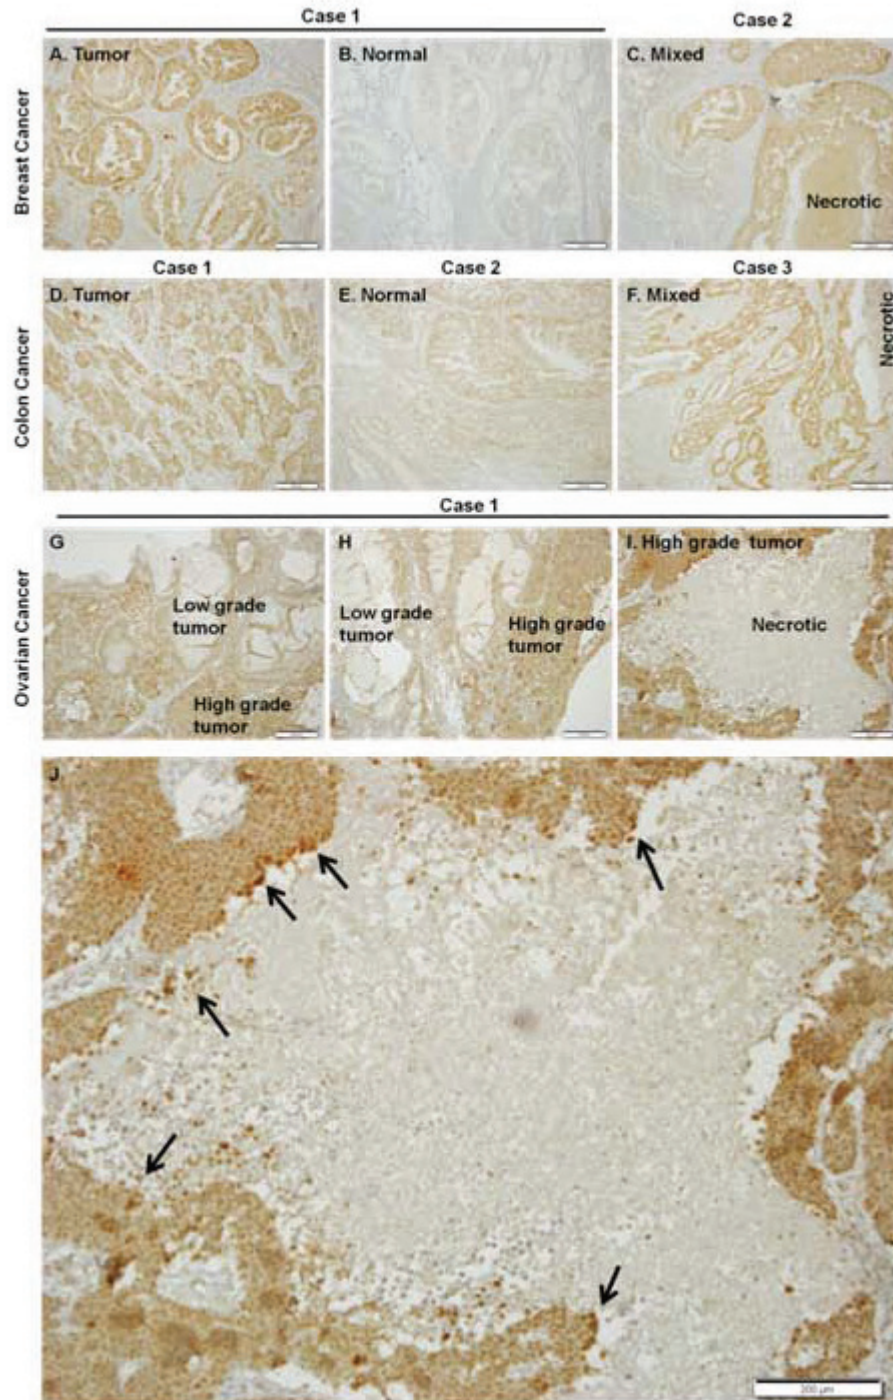 Case 1
Case 2
Breast Cancer
A. Tumor
B. Normal
C. Mixed
Necrotic
Case 1
Case 2
Case 3
Colon Cancer
D. Tumor
E. Normal
F. Mixed
Necrotic
Case 1
Ovarian Cancer
G
Low grade
tumor
High grade
tumor
H
Low grade
tumor
High grade
tumor
I. High grade tumor
Necrotic
J
200 µm